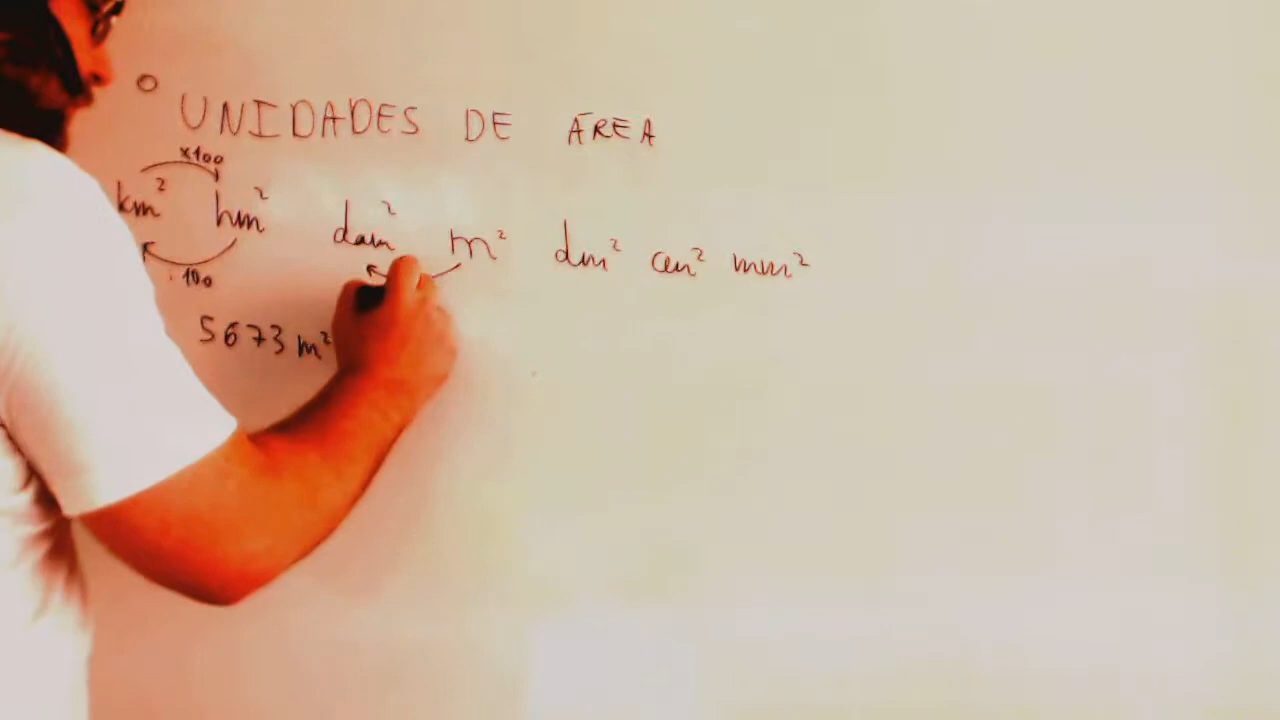 UNIDADES DE ÁREA
x100
km² hm² dam² m² dm² cm² mm²
:100
5673 m²